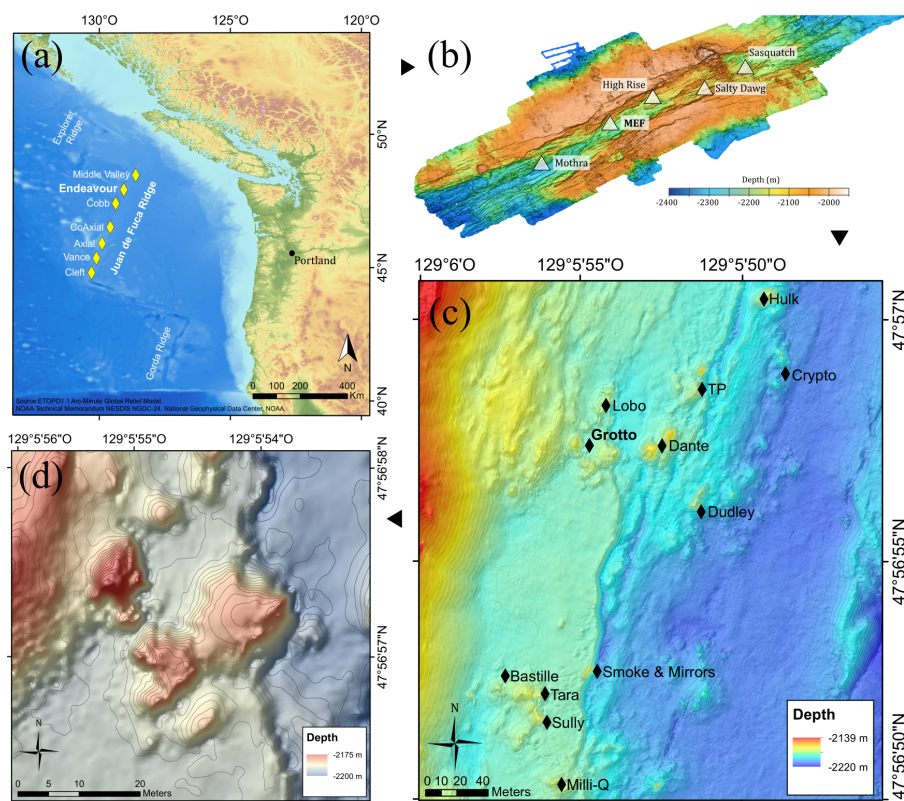 130°O 125°O 120°O
(a)
50°N
45°N
40°N
Explorer
Ridge
Middle Valley
Endeavour
Cobb
CoAxial
Axial
Vance
Cleft
Juan de Fuca Ridge
Gorda Ridge
Portland
N
0 100 200 300 400
Km
Source:ETOPO1 1 Arc-Minute Global Relief Model.
NOAA Technical Memorandum NESDIS NGDC-24. National Geophysical Data Center, NOAA
(b)
Sasquatch
High Rise
Salty Dawg
MEF
Mothra
Depth (m)
-2400 -2300 -2200 -2100 -2000
129°6'O 129°5'55"O 129°5'50"O
(c)
47°57'N
47°56'55"N
47°56'50"N
Hulk
Crypto
TP
Lobo
Grotto
Dante
Dudley
Bastille
Smoke & Mirrors
Tara
Sully
Milli-Q
N
0 10 20 30 40
Meters
Depth
-2139 m
-2220 m
129°5'56"O 129°5'55"O 129°5'54"O
(d)
47°56'58"N
47°56'57"N
N
0 5 10 20
Meters
Depth
-2175 m
-2200 m